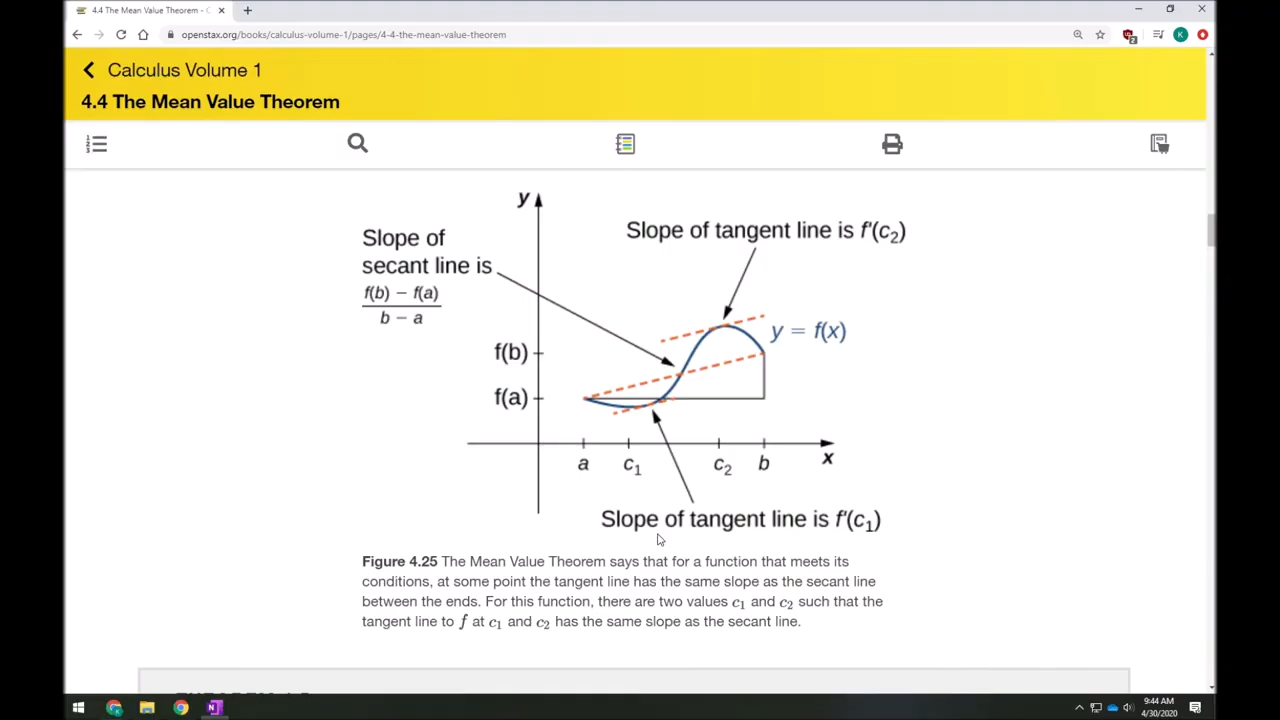 4.4 The Mean Value Theorem - C
openstax.org/books/calculus-volume-1/pages/4-4-the-mean-value-theorem
2
K
Calculus Volume 1
4.4 The Mean Value Theorem
y
Slope of tangent line is f'(c₂)
Slope of
secant line is
f(b) − f(a)
b − a
y = f(x)
f(b)
f(a)
a c₁ c₂ b x
Slope of tangent line is f'(c₁)
Figure 4.25 The Mean Value Theorem says that for a function that meets its
conditions, at some point the tangent line has the same slope as the secant line
between the ends. For this function, there are two values c₁ and c₂ such that the
tangent line to f at c₁ and c₂ has the same slope as the secant line.
9:44 AM
4/30/2020